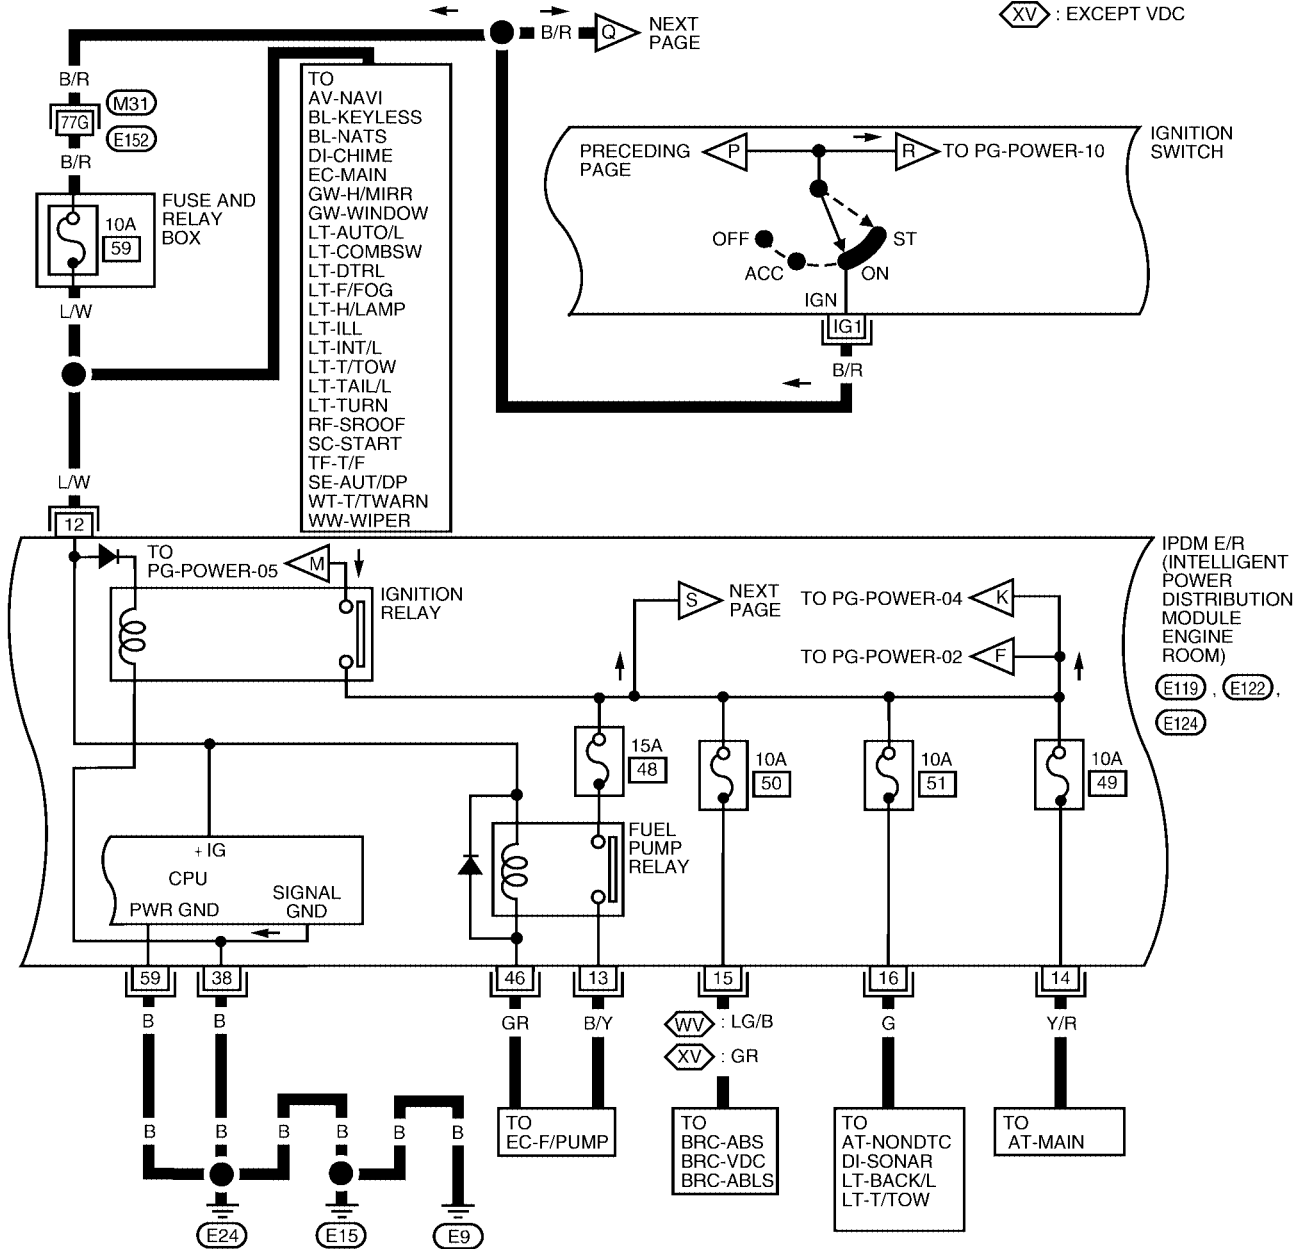 XV : EXCEPT VDC
B/R
Q
NEXT
PAGE
B/R
M31
77G
E152
B/R
FUSE AND
RELAY
BOX
10A
59
L/W
L/W
12
TO
AV-NAVI
BL-KEYLESS
BL-NATS
DI-CHIME
EC-MAIN
GW-H/MIRR
GW-WINDOW
LT-AUTO/L
LT-COMBSW
LT-DTRL
LT-F/FOG
LT-H/LAMP
LT-ILL
LT-INT/L
LT-T/TOW
LT-TAIL/L
LT-TURN
RF-SROOF
SC-START
TF-T/F
SE-AUT/DP
WT-T/TWARN
WW-WIPER
IGNITION
SWITCH
PRECEDING
PAGE
P
R
TO PG-POWER-10
OFF
ACC
ST
ON
IGN
IG1
B/R
TO
PG-POWER-05
M
IGNITION
RELAY
S
NEXT
PAGE
TO PG-POWER-04
K
TO PG-POWER-02
F
IPDM E/R
(INTELLIGENT
POWER
DISTRIBUTION
MODULE
ENGINE
ROOM)
E119 , E122 ,
E124
15A
48
10A
50
10A
51
10A
49
FUEL
PUMP
RELAY
+ IG
CPU
PWR GND
SIGNAL
GND
59
38
46
13
15
16
14
B
B
GR
B/Y
WV : LG/B
XV : GR
G
Y/R
B
B
B
B
B
B
TO
EC-F/PUMP
TO
BRC-ABS
BRC-VDC
BRC-ABLS
TO
AT-NONDTC
DI-SONAR
LT-BACK/L
LT-T/TOW
TO
AT-MAIN
E24
E15
E9